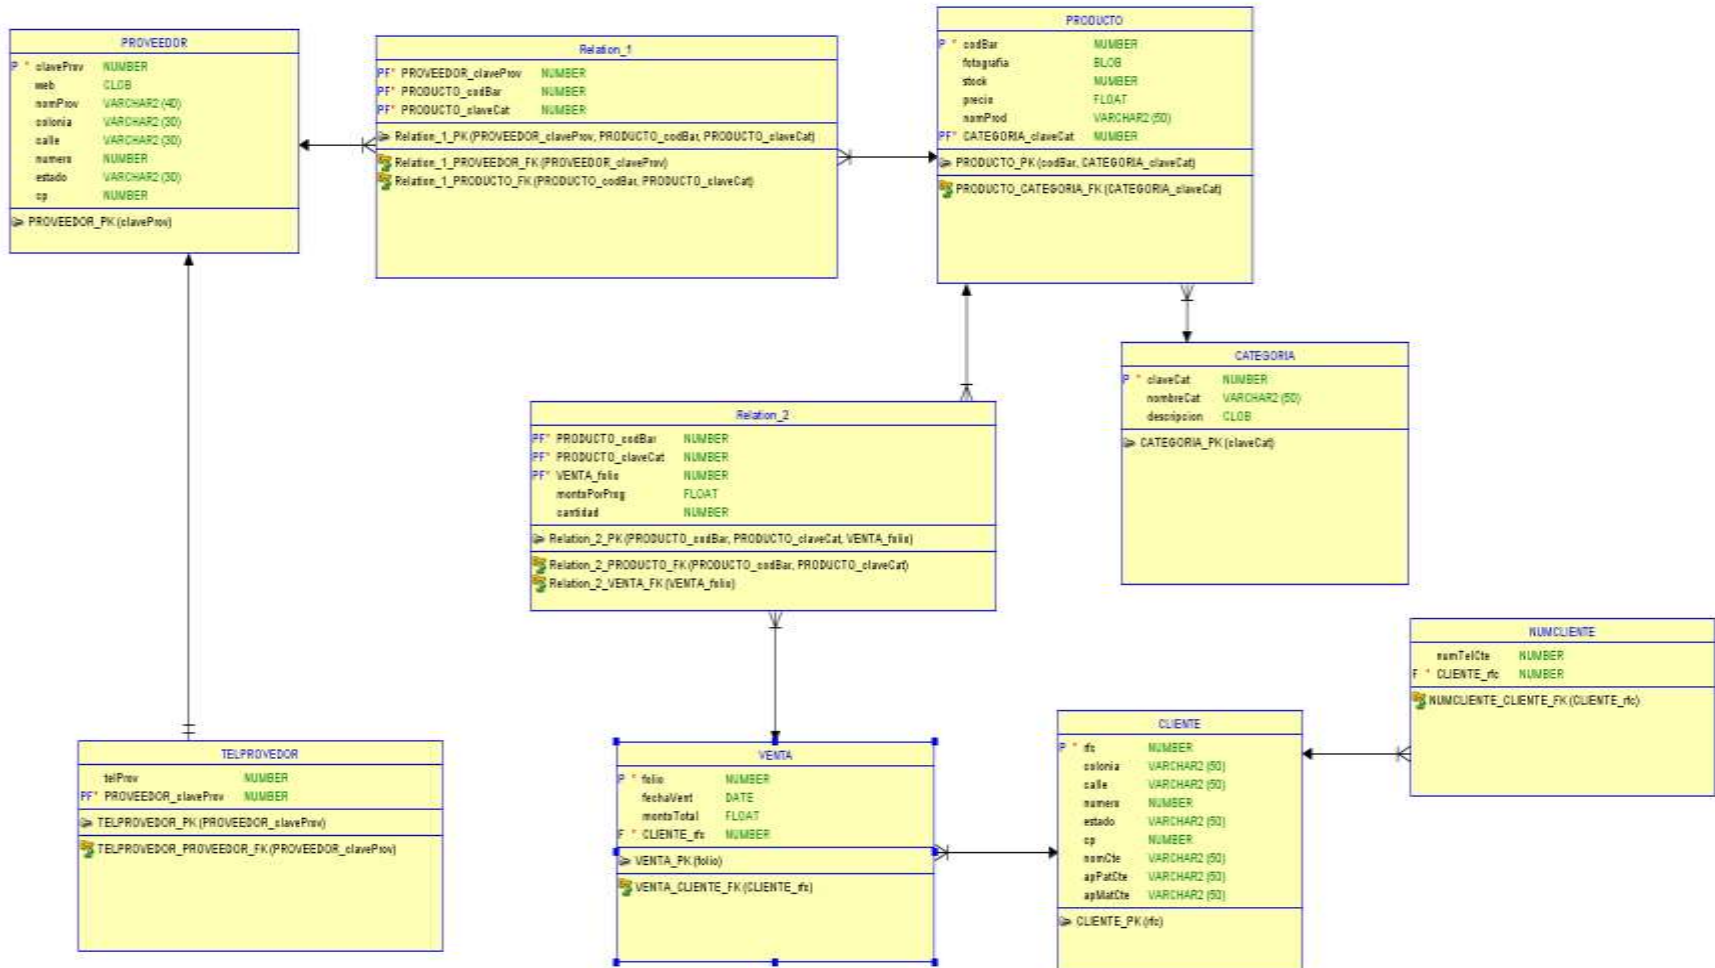 PROVEEDOR
P * claveProv NUMBER
web CLOB
nomProv VARCHAR2 (40)
colonia VARCHAR2 (30)
calle VARCHAR2 (30)
numero NUMBER
estado VARCHAR2 (30)
cp NUMBER
PROVEEDOR_PK (claveProv)
Relation_1
PF* PROVEEDOR_claveProv NUMBER
PF* PRODUCTO_codBar NUMBER
PF* PRODUCTO_claveCat NUMBER
Relation_1_PK (PROVEEDOR_claveProv, PRODUCTO_codBar, PRODUCTO_claveCat)
Relation_1_PROVEEDOR_FK (PROVEEDOR_claveProv)
Relation_1_PRODUCTO_FK (PRODUCTO_codBar, PRODUCTO_claveCat)
PRODUCTO
P * codBar NUMBER
fotografia BLOB
stock NUMBER
precio FLOAT
nomProd VARCHAR2 (50)
PF* CATEGORIA_claveCat NUMBER
PRODUCTO_PK (codBar, CATEGORIA_claveCat)
PRODUCTO_CATEGORIA_FK (CATEGORIA_claveCat)
CATEGORIA
P * claveCat NUMBER
nombreCat VARCHAR2 (50)
descripcion CLOB
CATEGORIA_PK (claveCat)
Relation_2
PF* PRODUCTO_codBar NUMBER
PF* PRODUCTO_claveCat NUMBER
PF* VENTA_folio NUMBER
montoPorProg FLOAT
cantidad NUMBER
Relation_2_PK (PRODUCTO_codBar, PRODUCTO_claveCat, VENTA_folio)
Relation_2_PRODUCTO_FK (PRODUCTO_codBar, PRODUCTO_claveCat)
Relation_2_VENTA_FK (VENTA_folio)
NUMCLIENTE
numTelCte NUMBER
F * CLIENTE_rfc NUMBER
NUMCLIENTE_CLIENTE_FK (CLIENTE_rfc)
TELPROVEDOR
telProv NUMBER
PF* PROVEEDOR_claveProv NUMBER
TELPROVEDOR_PK (PROVEEDOR_claveProv)
TELPROVEDOR_PROVEEDOR_FK (PROVEEDOR_claveProv)
VENTA
P * folio NUMBER
fechaVent DATE
montoTotal FLOAT
F * CLIENTE_rfc NUMBER
VENTA_PK (folio)
VENTA_CLIENTE_FK (CLIENTE_rfc)
CLIENTE
P * rfc NUMBER
colonia VARCHAR2 (50)
calle VARCHAR2 (50)
numero NUMBER
estado VARCHAR2 (50)
cp NUMBER
nomCte VARCHAR2 (50)
apPatCte VARCHAR2 (50)
apMatCte VARCHAR2 (50)
CLIENTE_PK (rfc)